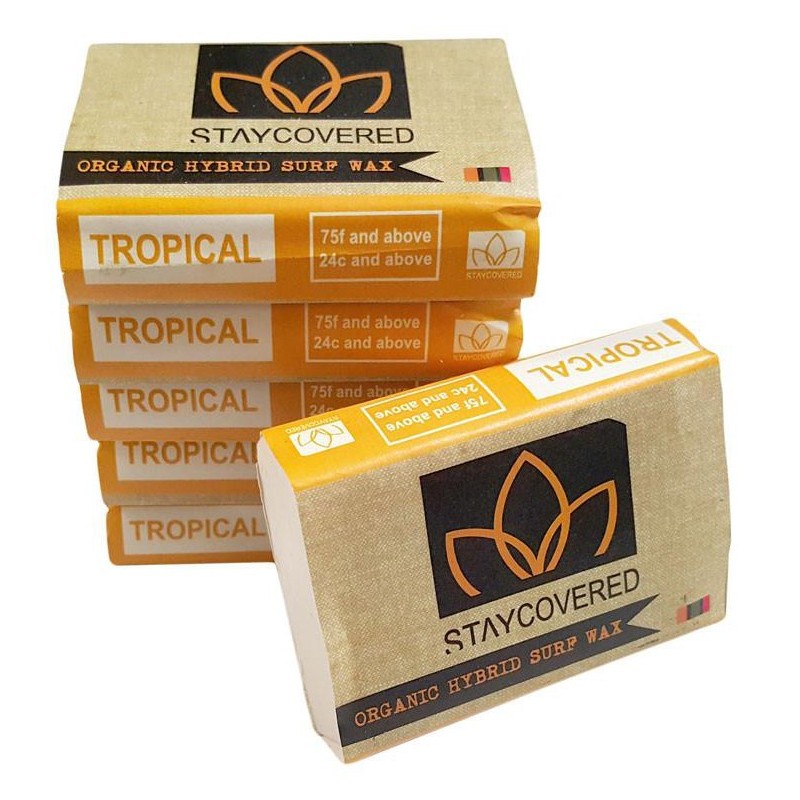 STAYCOVERED
ORGANIC HYBRID SURF WAX
TROPICAL
75f and above
24c and above
STAYCOVERED
TROPICAL
75f and above
24c and above
STAYCOVERED
TROPICAL
75f and above
24c
TROPICAL
TROPICAL
TROPICAL
75f and above
24c and above
STAYCOVERED
STAYCOVERED
ORGANIC HYBRID SURF WAX